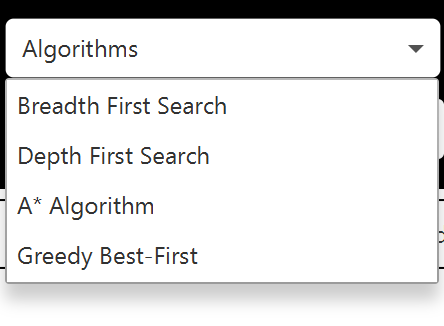 Algorithms
Breadth First Search
Depth First Search
A* Algorithm
Greedy Best-First